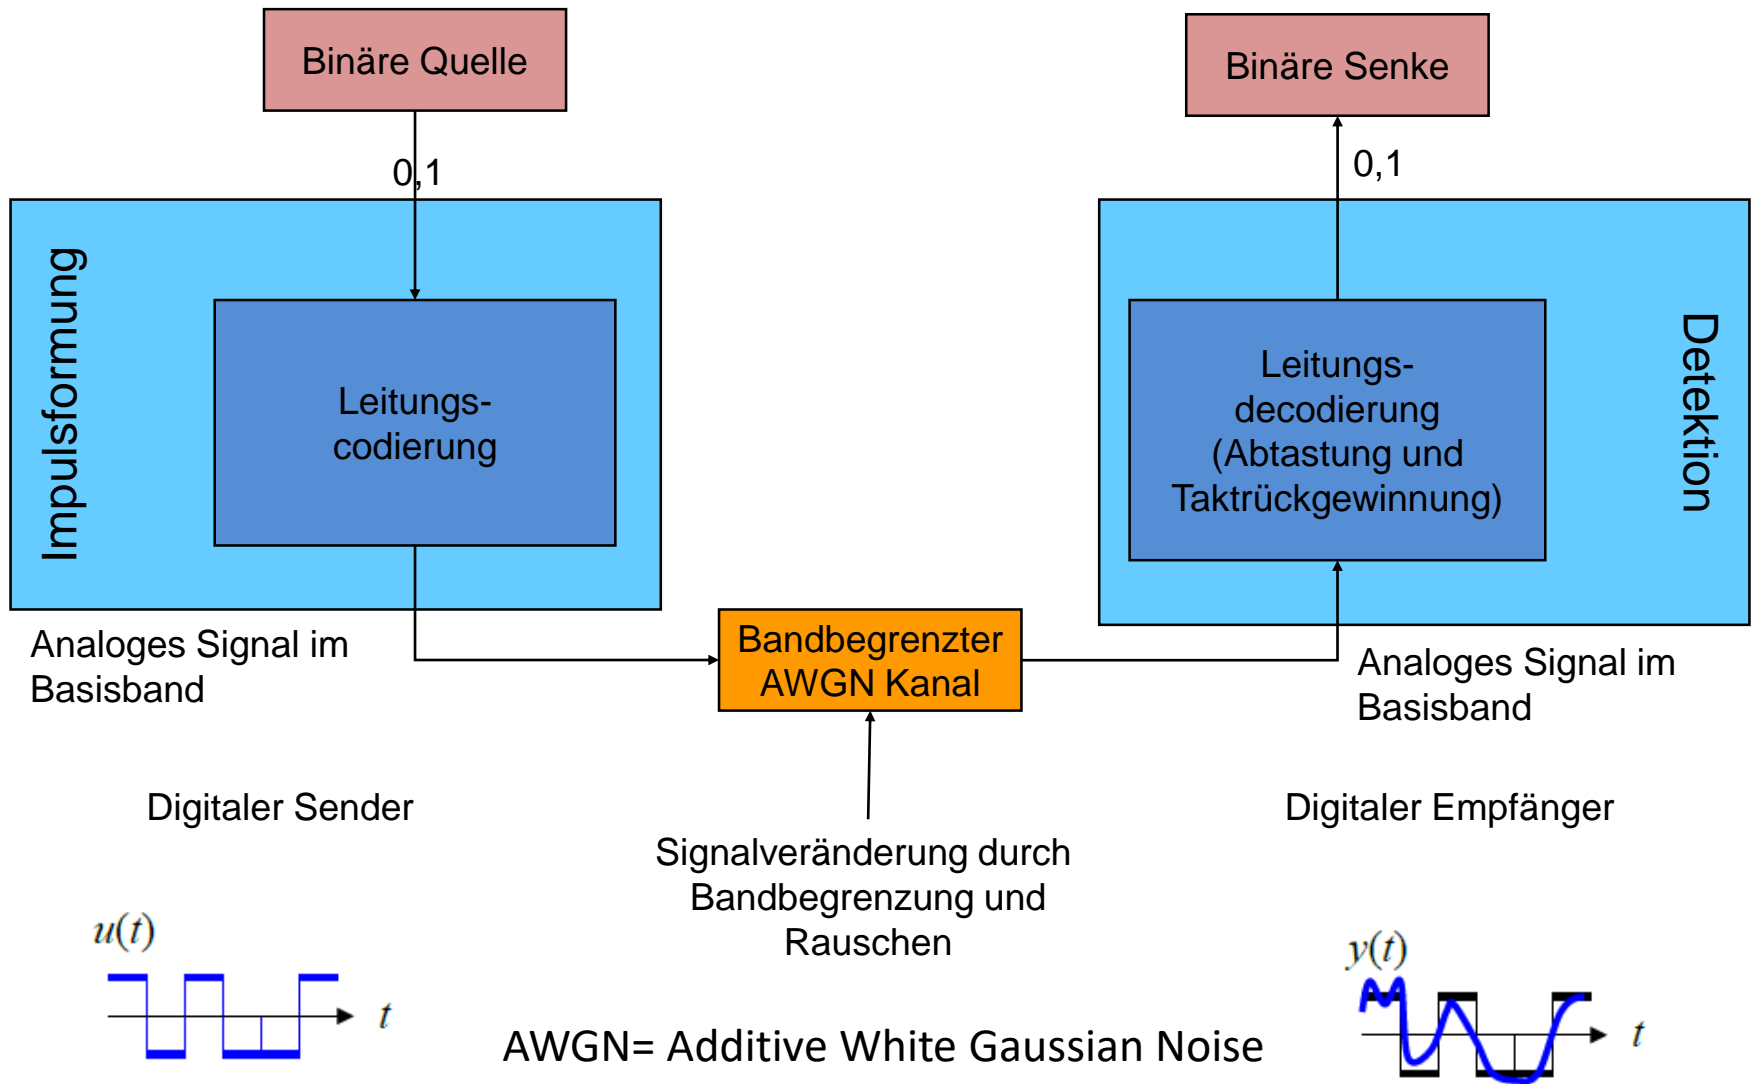 Binäre Quelle
Binäre Senke
0,1
0,1
Impulsformung
Leitungs-
codierung
Leitungs-
decodierung
(Abtastung und
Taktrückgewinnung)
Detektion
Analoges Signal im
Basisband
Bandbegrenzter
AWGN Kanal
Analoges Signal im
Basisband
Digitaler Sender
Digitaler Empfänger
Signalveränderung durch
Bandbegrenzung und
Rauschen
u(t)
t
y(t)
t
AWGN= Additive White Gaussian Noise